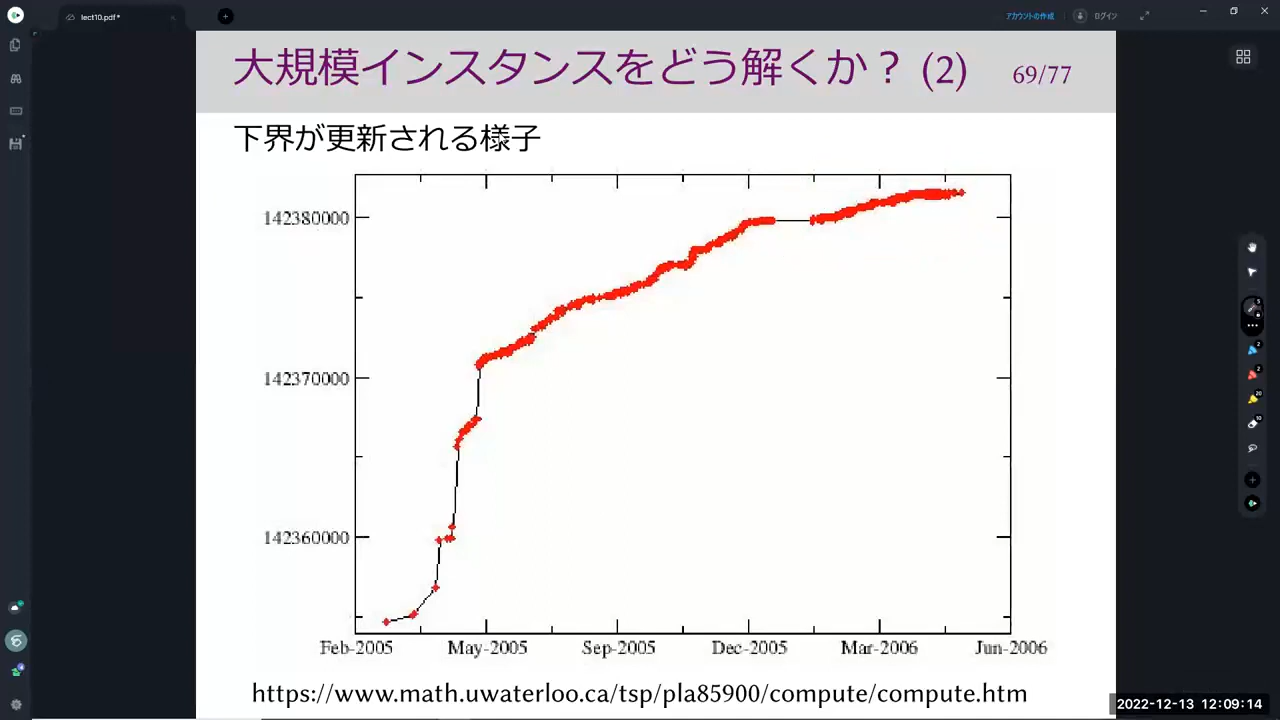 lect10.pdf*
アカウントの作成
ログイン
大規模インスタンスをどう解くか？ (2)
69/77
下界が更新される様子
142380000
142370000
142360000
Feb-2005 May-2005 Sep-2005 Dec-2005 Mar-2006 Jun-2006
https://www.math.uwaterloo.ca/tsp/pla85900/compute/compute.htm
2022-12-13 12:09:14